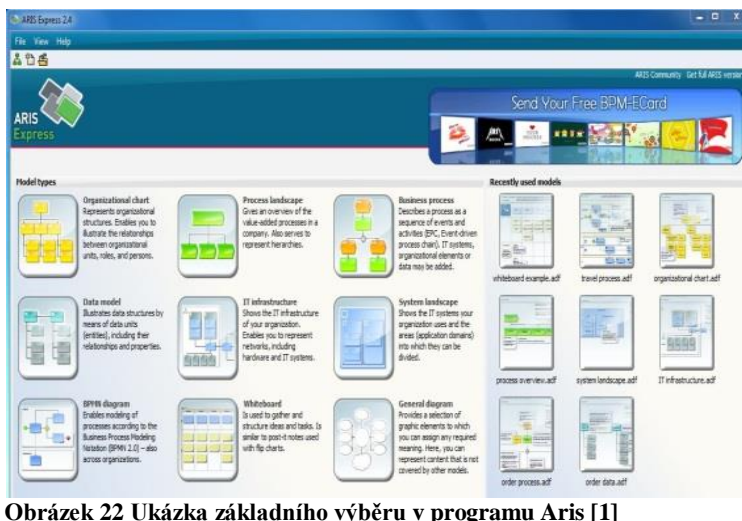 ARIS Express 2.4
File View Help
ARIS Community Get full ARIS version
ARIS
Express
Send Your Free BPM-ECard
Model types
Organizational chart
Represents organizational
structures. Enables you to
illustrate the relationships
between organizational
units, roles, and persons.
Process landscape
Gives an overview of the
value-added processes in a
company. Also serves to
represent hierarchies.
Business process
Describes a process as a
sequence of events and
activities (EPC, Event-driven
process chain). IT systems,
organizational elements or
data may be added.
Data model
Illustrates data structures by
means of data units
(entities), including their
relationships and properties.
IT infrastructure
Shows the IT infrastructure
of your organization.
Enables you to represent
networks, including
hardware and IT systems.
System landscape
Shows the IT systems your
organization uses and the
areas (application domains)
into which they can be
divided.
BPMN diagram
Enables modeling of
processes according to the
Business Process Modeling
Notation (BPMN 2.0) – also
across organizations.
Whiteboard
Is used to gather and
structure ideas and tasks. Is
similar to post-it notes used
with flip charts.
General diagram
Provides a selection of
graphic elements to which
you can assign any required
meaning. Here, you can
represent content that is not
covered by other models.
Recently used models
whiteboard example.adf
travel process.adf
organizational chart.adf
process overview.adf
system landscape.adf
IT infrastructure.adf
order process.adf
order data.adf
Obrázek 22 Ukázka základního výběru v programu Aris [1]